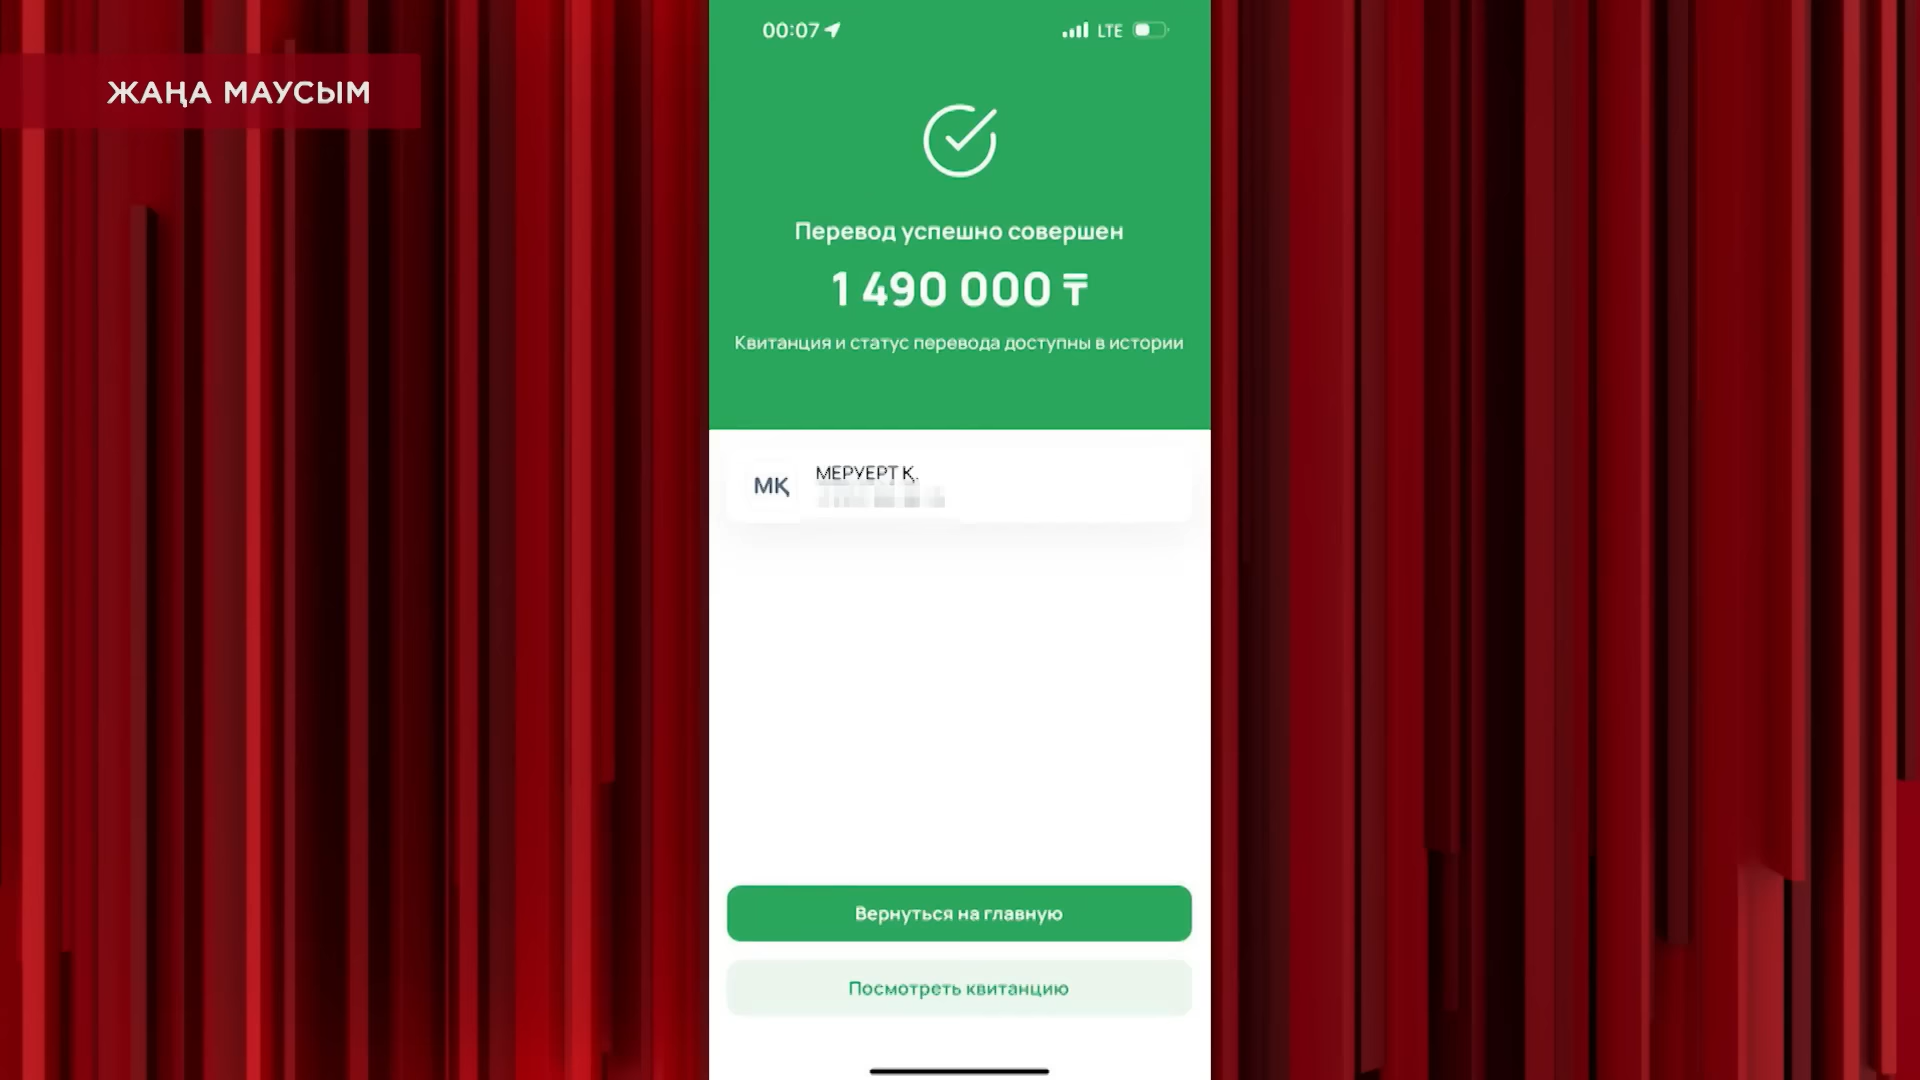 ЖАҢА МАУСЫМ
00:07
LTE
Перевод успешно совершен
1 490 000 ₸
Квитанция и статус перевода доступны в истории
МҚ
МЕРУЕРТ Қ.
Вернуться на главную
Посмотреть квитанцию